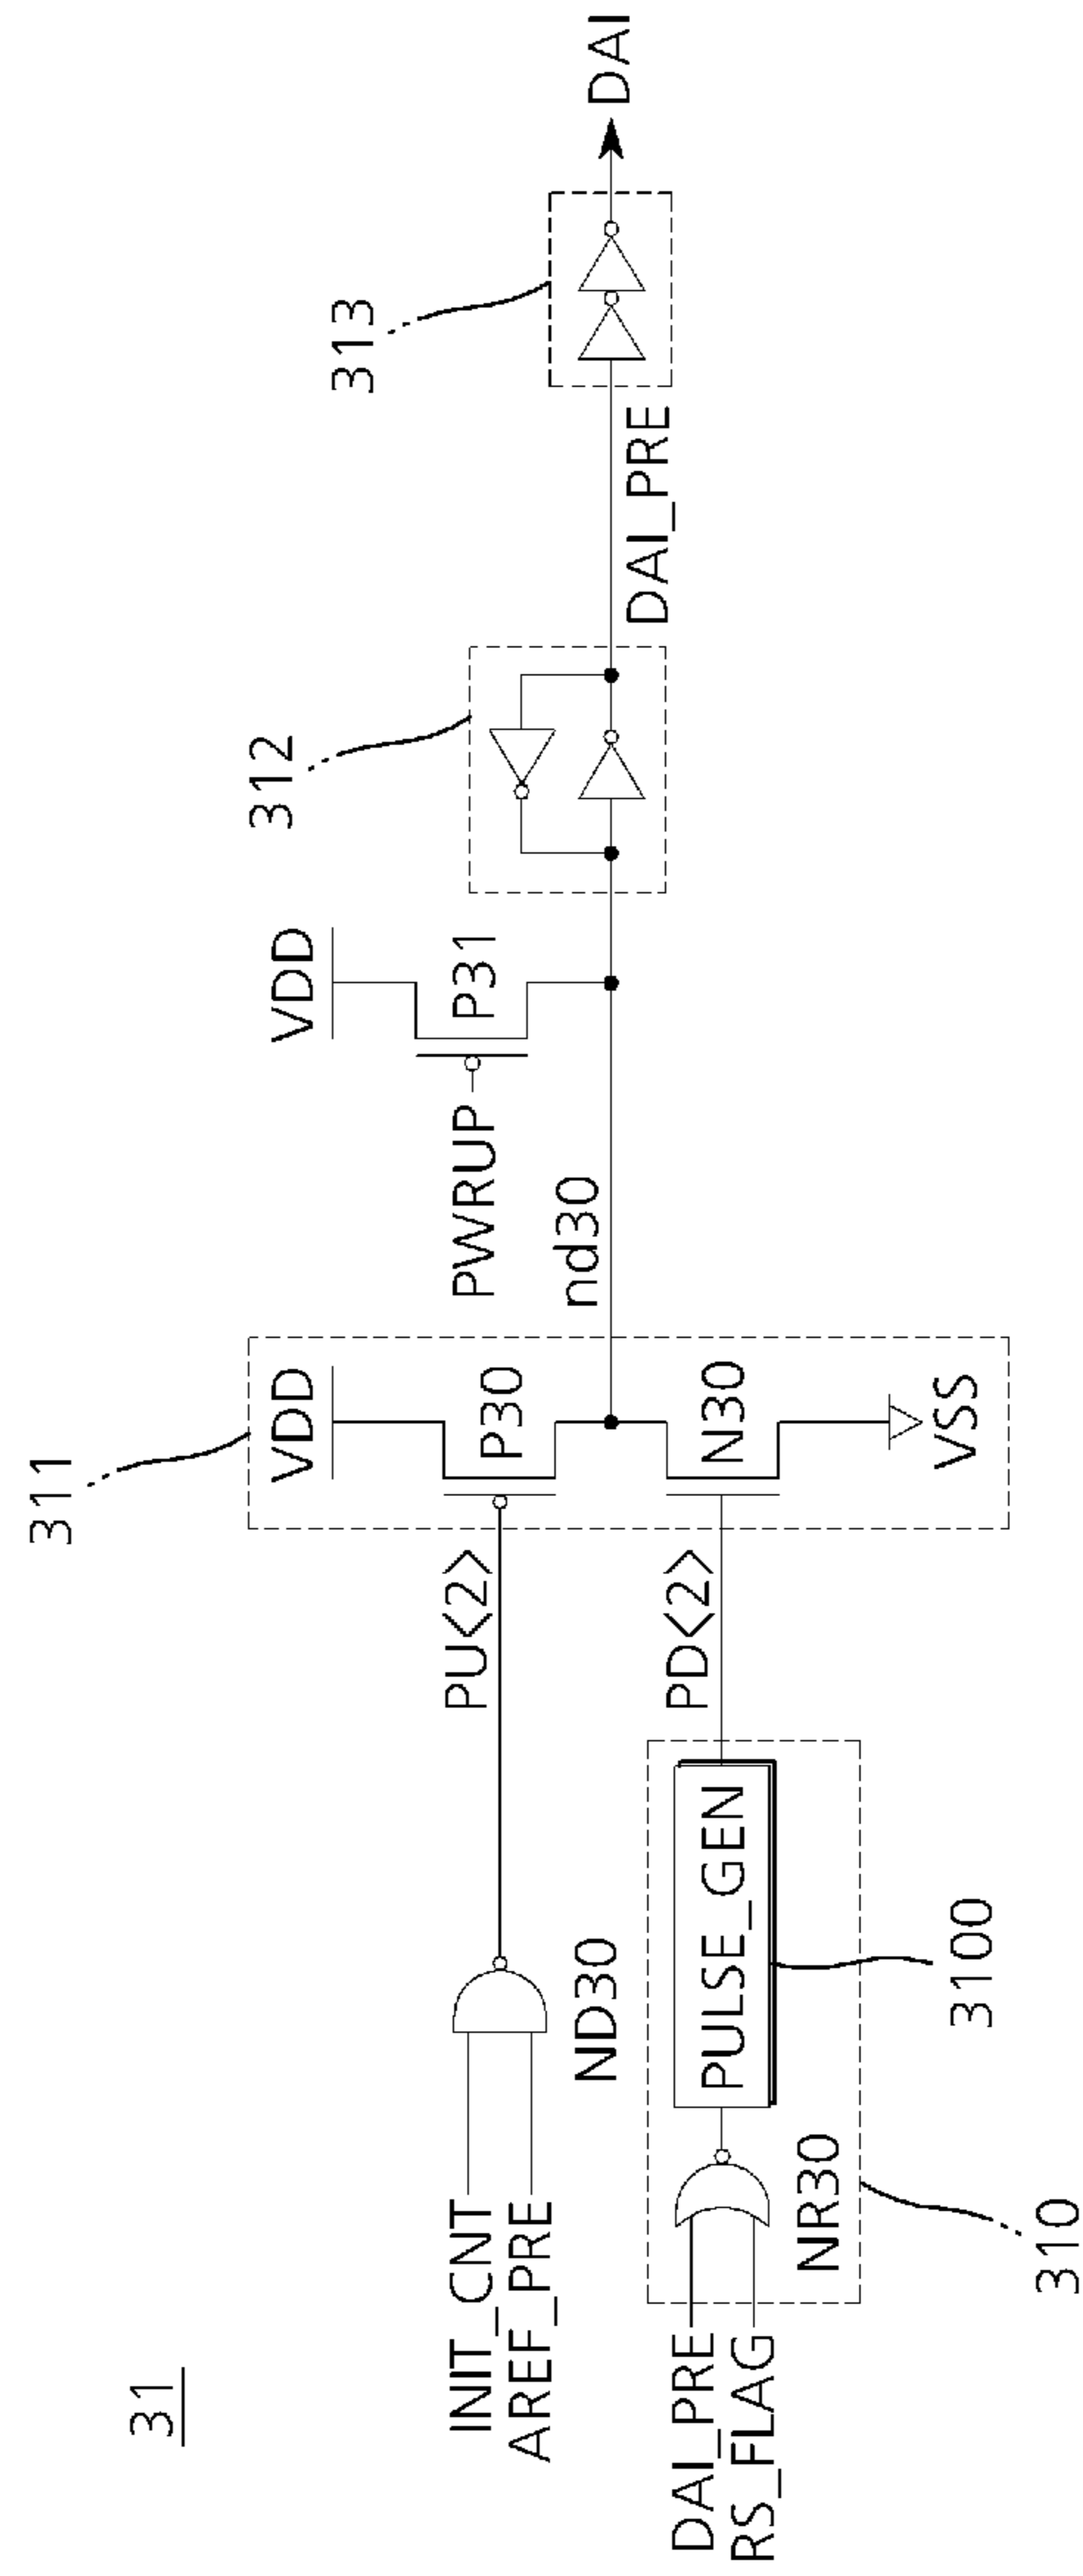 31
311
312
313
VDD
VDD
INIT_CNT
AREF_PRE
ND30
PU<2>
P30
PWRUP
P31
nd30
DAI_PRE
DAI
DAI_PRE
RS_FLAG
NR30
PULSE_GEN
PD<2>
N30
VSS
310
3100